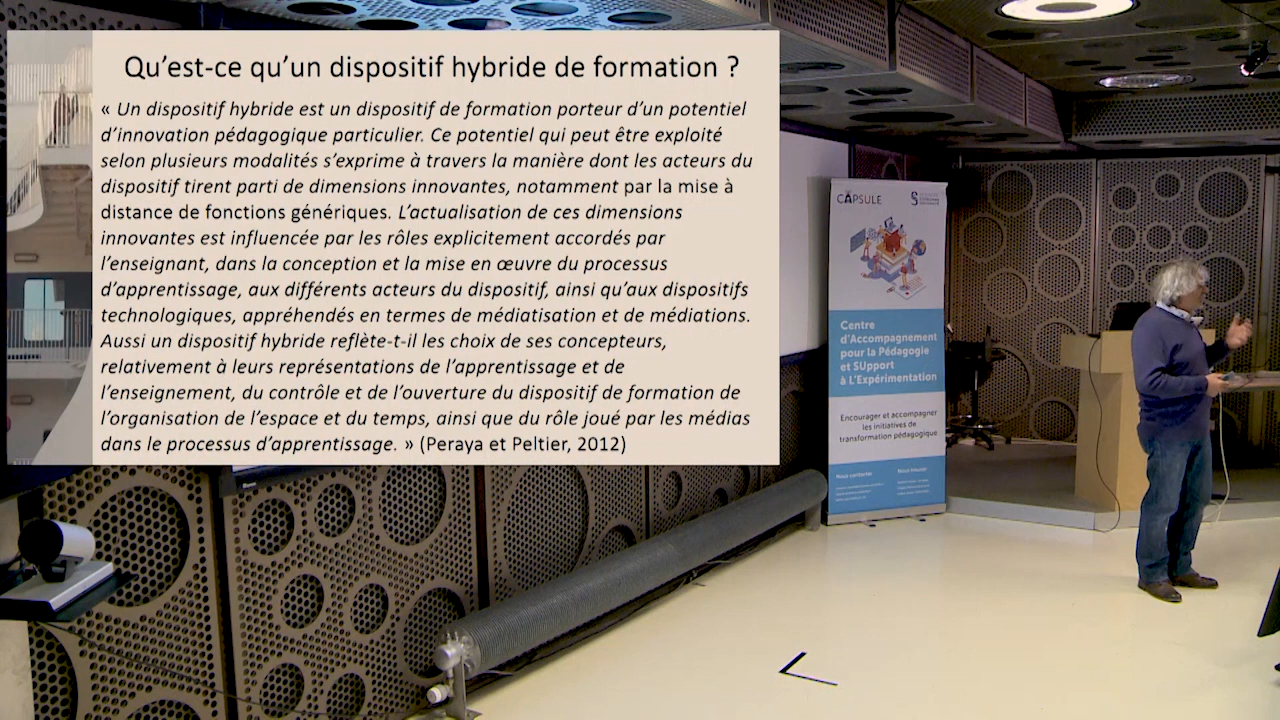 Qu’est-ce qu’un dispositif hybride de formation ?
« Un dispositif hybride est un dispositif de formation porteur d’un potentiel
d’innovation pédagogique particulier. Ce potentiel qui peut être exploité
selon plusieurs modalités s’exprime à travers la manière dont les acteurs du
dispositif tirent parti de dimensions innovantes, notamment par la mise à
distance de fonctions génériques. L’actualisation de ces dimensions
innovantes est influencée par les rôles explicitement accordés par
l’enseignant, dans la conception et la mise en œuvre du processus
d’apprentissage, aux différents acteurs du dispositif, ainsi qu’aux dispositifs
technologiques, appréhendés en termes de médiatisation et de médiations.
Aussi un dispositif hybride reflète-t-il les choix de ses concepteurs,
relativement à leurs représentations de l’apprentissage et de
l’enseignement, du contrôle et de l’ouverture du dispositif de formation de
l’organisation de l’espace et du temps, ainsi que du rôle joué par les médias
dans le processus d’apprentissage. » (Peraya et Peltier, 2012)
CAPSULE
Centre
d’Accompagnement
pour la Pédagogie
et SUpport
à L’Expérimentation
Encourager et accompagner
les initiatives de
transformation pédagogique
Nous contacter
Nous trouver